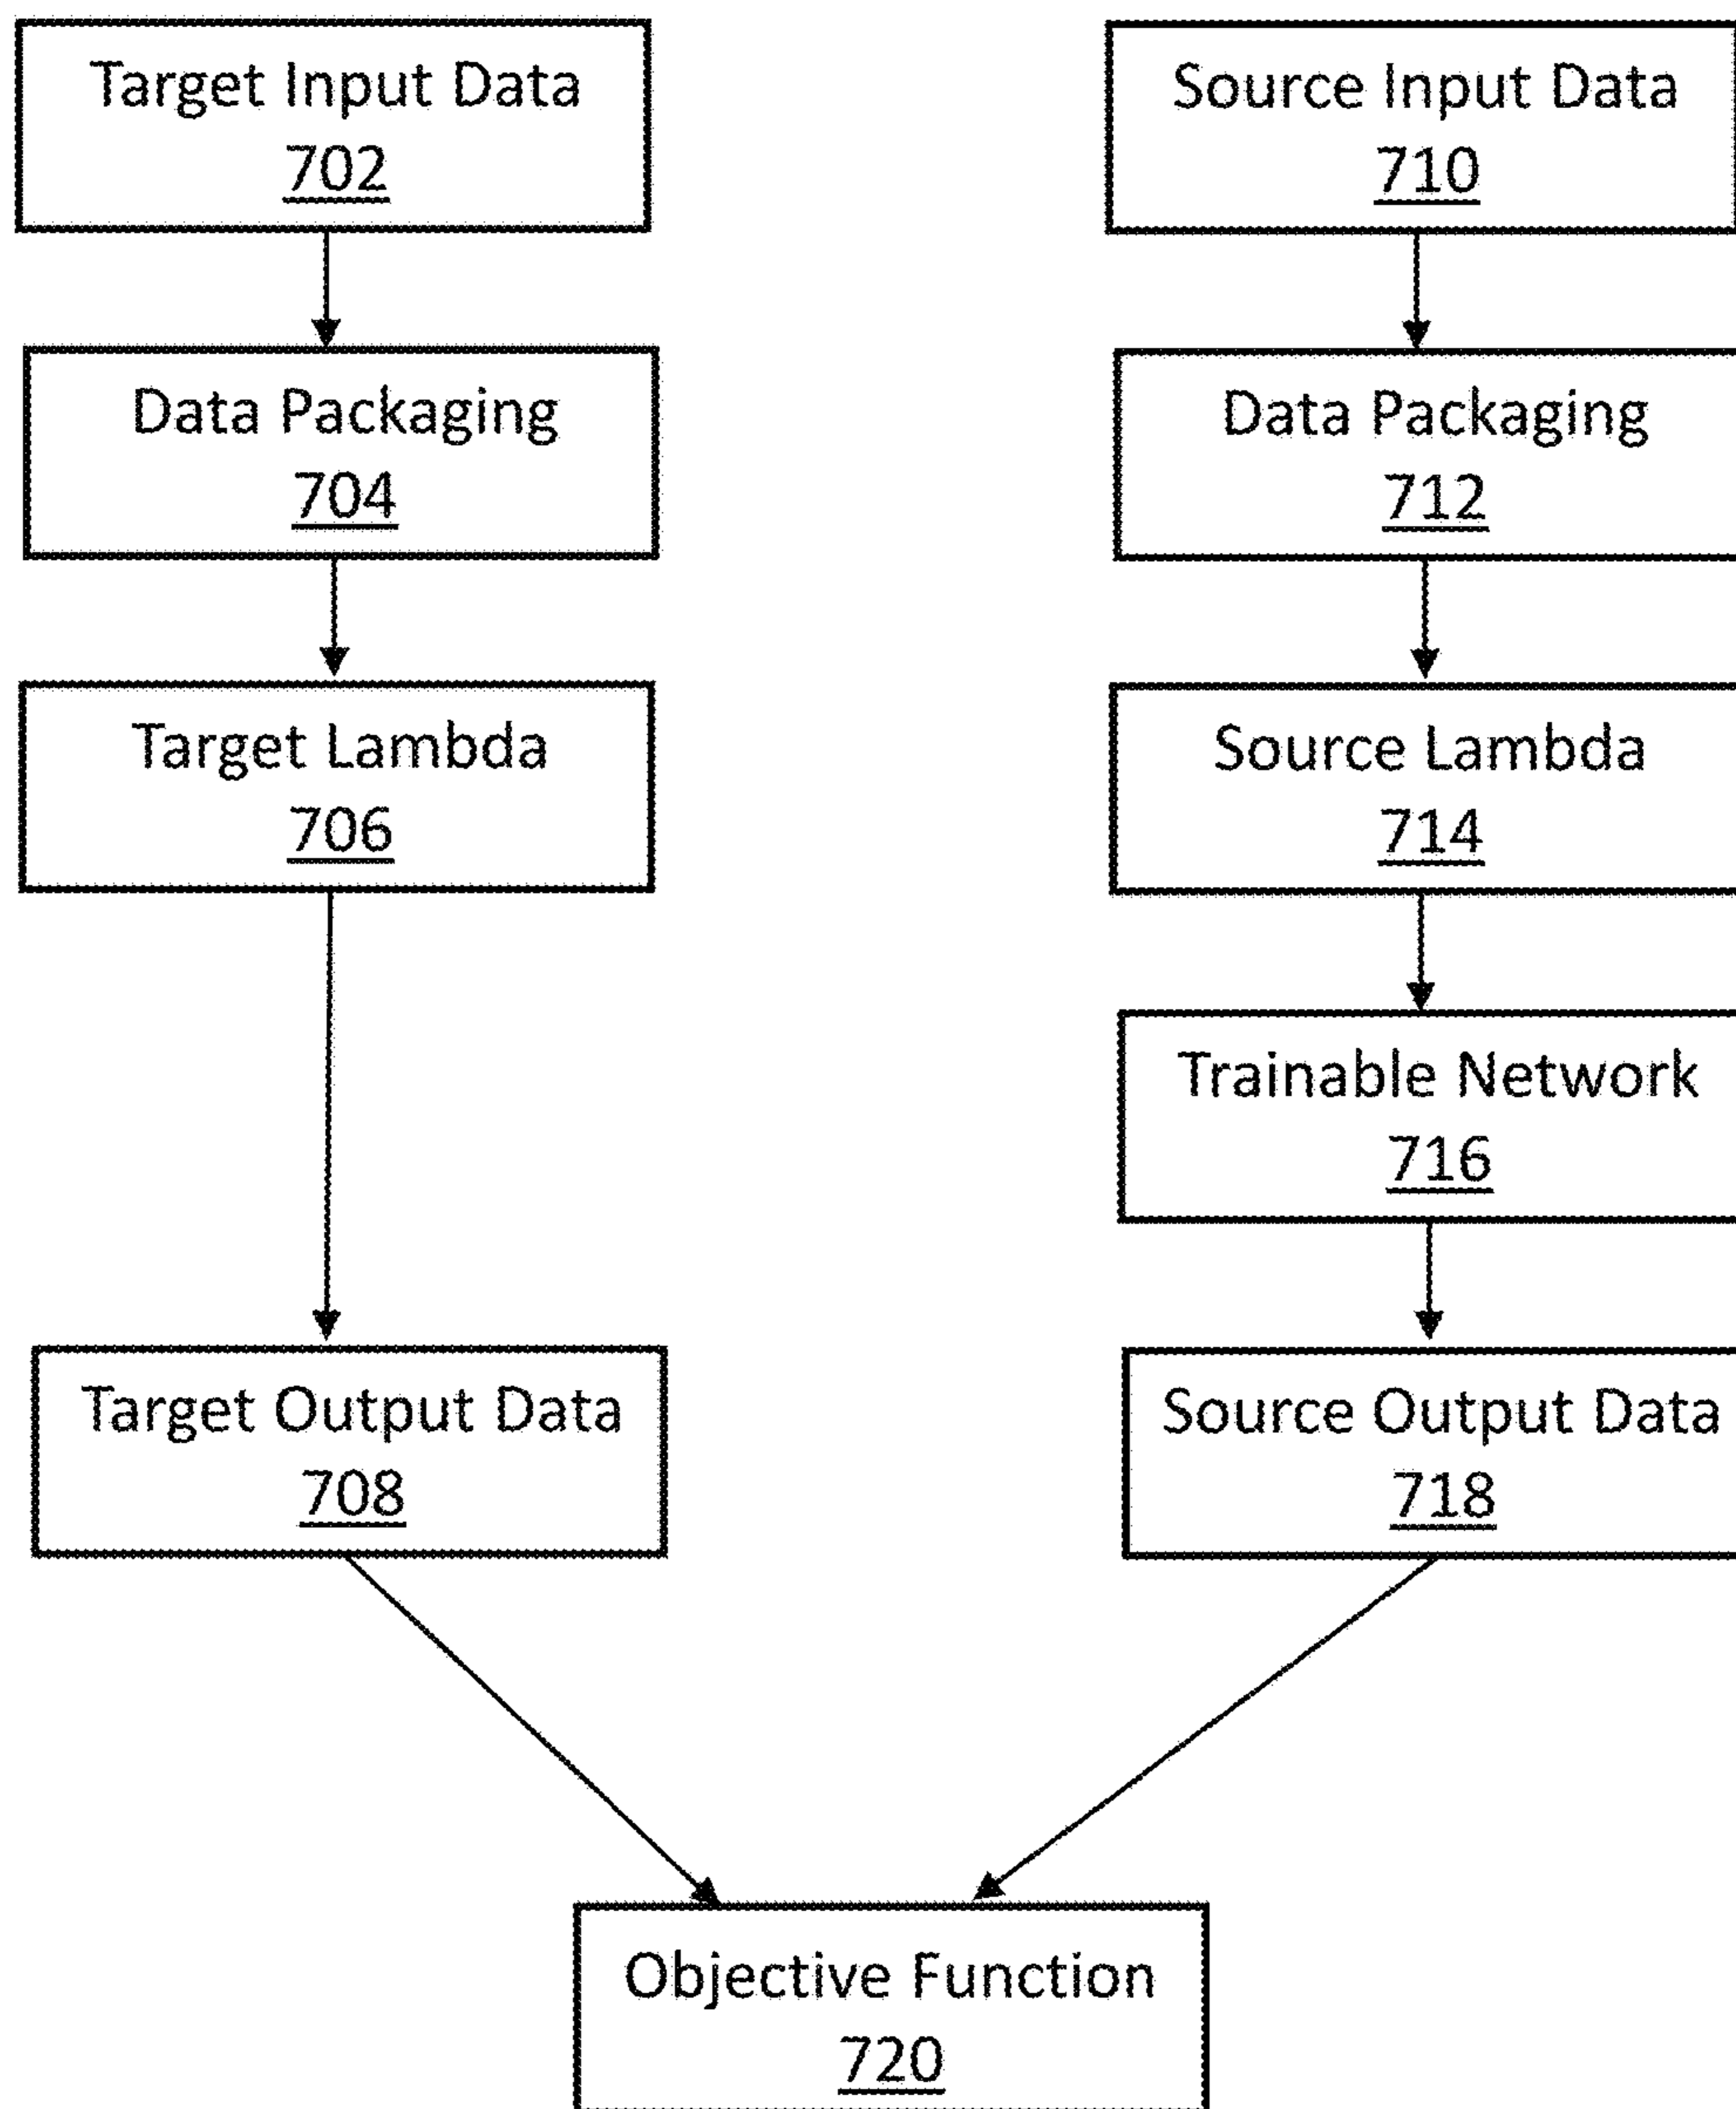 Target Input Data
702
Data Packaging
704
Target Lambda
706
Target Output Data
708
Source Input Data
710
Data Packaging
712
Source Lambda
714
Trainable Network
716
Source Output Data
718
Objective Function
720